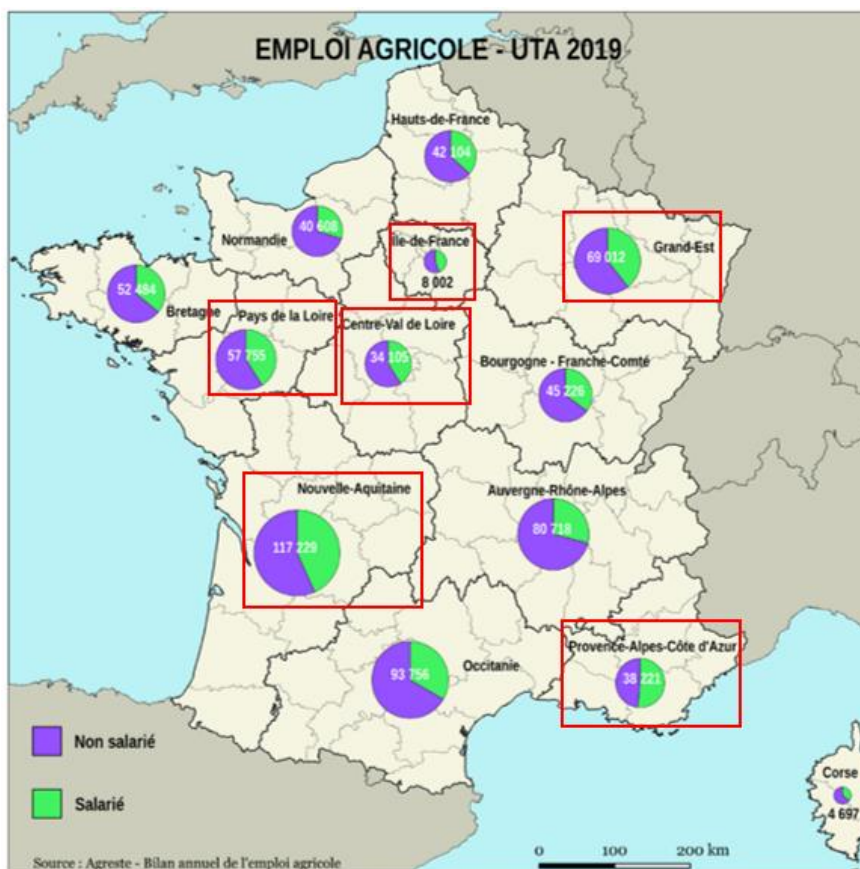 EMPLOI AGRICOLE - UTA 2019
Hauts-de-France
42 104
Normandie
40 608
Île-de-France
8 002
Grand-Est
69 012
Bretagne
52 484
Pays de la Loire
57 755
Centre-Val de Loire
34 105
Bourgogne - Franche-Comté
45 226
Nouvelle-Aquitaine
117 229
Auvergne-Rhône-Alpes
80 718
Occitanie
93 756
Provence-Alpes-Côte d'Azur
38 221
Corse
4 697
Non salarié
Salarié
Source : Agreste - Bilan annuel de l'emploi agricole
0 100 200 km